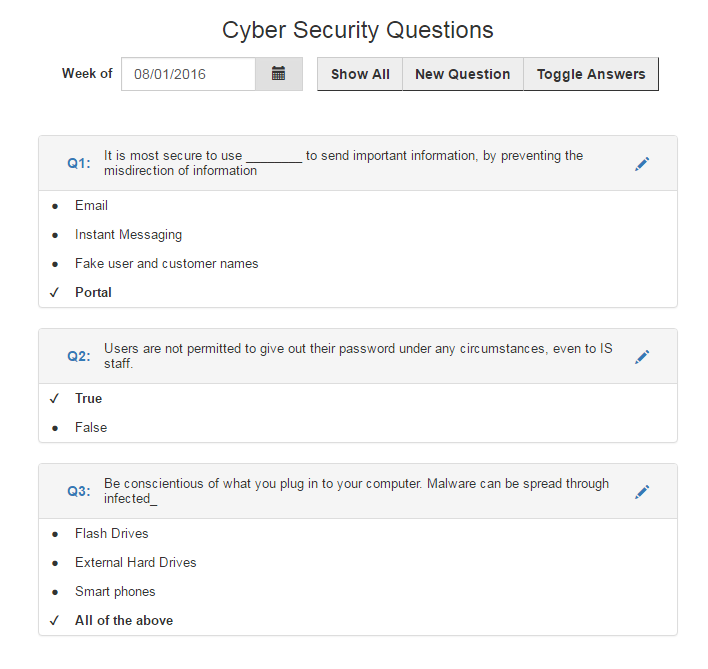 Cyber Security Questions
Week of 08/01/2016 Show All New Question Toggle Answers
Q1: It is most secure to use ________ to send important information, by preventing the
misdirection of information
Email
Instant Messaging
Fake user and customer names
Portal
Q2: Users are not permitted to give out their password under any circumstances, even to IS
staff.
True
False
Q3: Be conscientious of what you plug in to your computer. Malware can be spread through
infected_
Flash Drives
External Hard Drives
Smart phones
All of the above